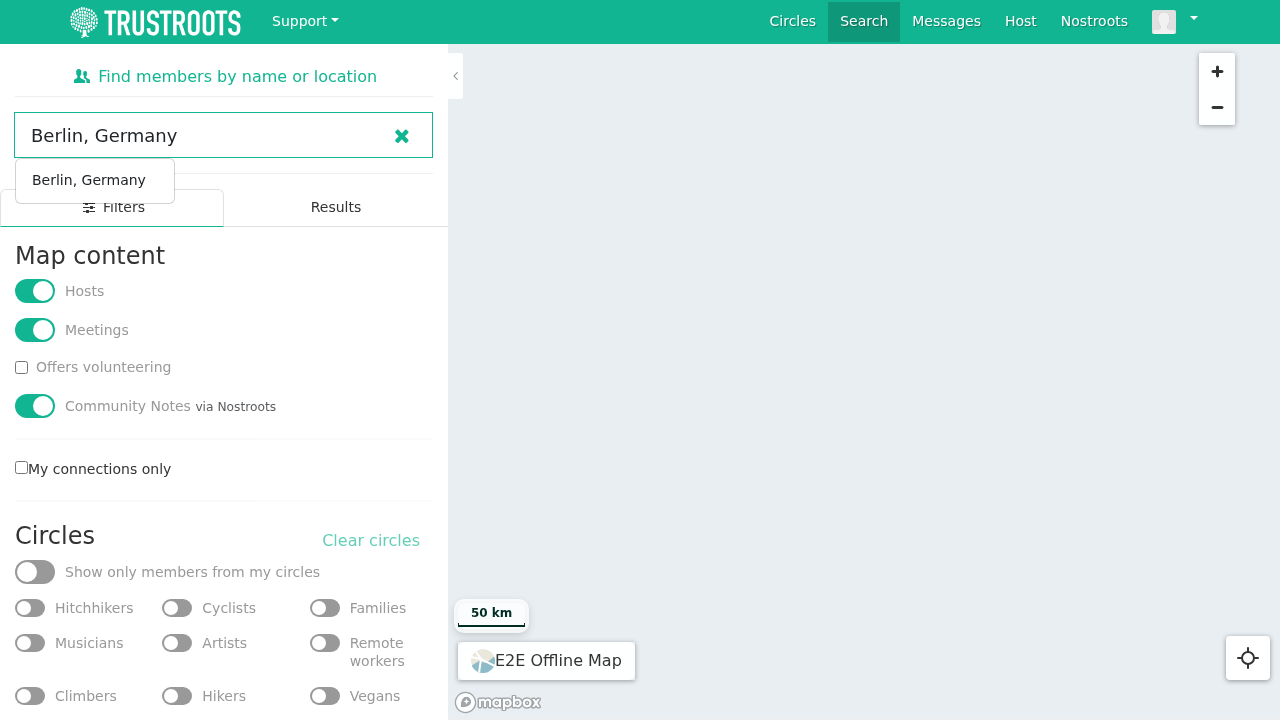 TRUSTROOTS
Support
Circles
Search
Messages
Host
Nostroots
Find members by name or location
Berlin, Germany
Berlin, Germany
Filters
Results
Map content
Hosts
Meetings
Offers volunteering
Community Notes via Nostroots
My connections only
Circles
Clear circles
Show only members from my circles
Hitchhikers
Cyclists
Families
Musicians
Artists
Remote
workers
Climbers
Hikers
Vegans
50 km
E2E Offline Map
mapbox